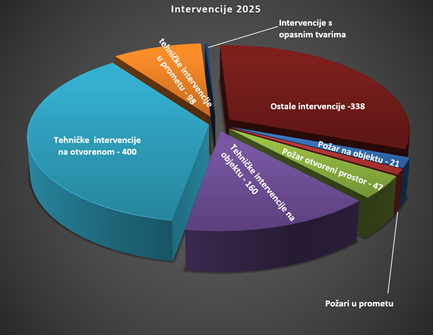 Intervencije 2025
Intervencije s
opasnim tvarima
tehničke intervencije
u prometu - 98
Ostale intervencije -338
Tehničke intervencije
na otvorenom - 400
Požar na objektu - 21
Požar otvoreni prostor - 47
Tehničke intervencije na
objektu - 160
Požari u prometu